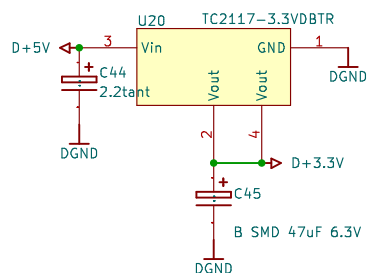 U20
TC2117-3.3VDBTR
D+5V
3
Vin
GND
1
DGND
C44
2.2tant
DGND
Vout
Vout
2
4
D+3.3V
C45
B SMD 47uF 6.3V
DGND